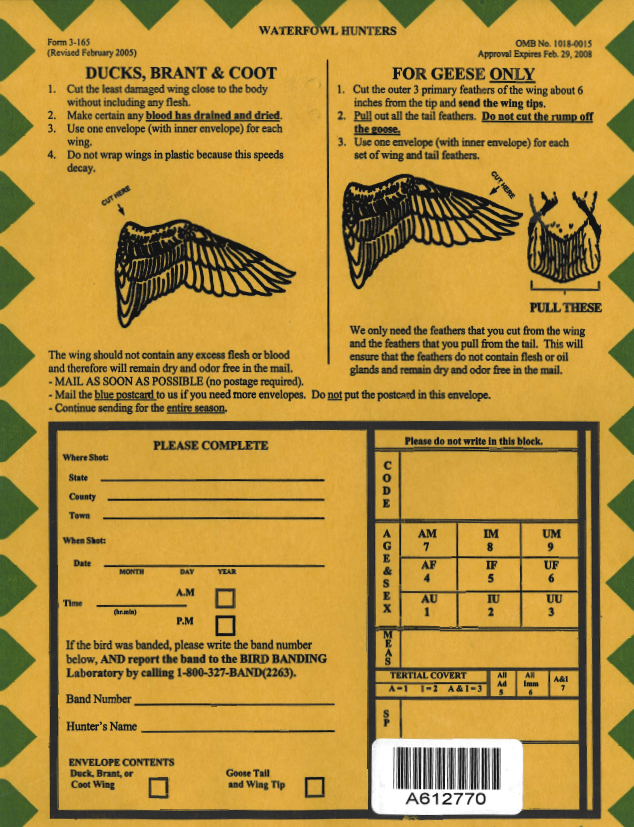 WATERFOWL HUNTERS
Form 3-165
(Revised February 2005)
OMB No. 1018-0015
Approval Expires Feb. 29, 2008
DUCKS, BRANT & COOT
1. Cut the least damaged wing close to the body
without including any flesh.
2. Make certain any blood has drained and dried.
3. Use one envelope (with inner envelope) for each
wing.
4. Do not wrap wings in plastic because this speeds
decay.
CUT HERE
The wing should not contain any excess flesh or blood
and therefore will remain dry and odor free in the mail.
FOR GEESE ONLY
1. Cut the outer 3 primary feathers of the wing about 6
inches from the tip and send the wing tips.
2. Pull out all the tail feathers. Do not cut the rump off
the goose.
3. Use one envelope (with inner envelope) for each
set of wing and tail feathers.
CUT HERE
PULL THESE
We only need the feathers that you cut from the wing
and the feathers that you pull from the tail. This will
ensure that the feathers do not contain flesh or oil
glands and remain dry and odor free in the mail.
- MAIL AS SOON AS POSSIBLE (no postage required).
- Mail the blue postcard to us if you need more envelopes. Do not put the postcard in this envelope.
- Continue sending for the entire season.
PLEASE COMPLETE
Where Shot:
State
County
Town
When Shot:
Date
MONTH DAY YEAR
A.M
Time
(hr:min)
P.M
If the bird was banded, please write the band number
below, AND report the band to the BIRD BANDING
Laboratory by calling 1-800-327-BAND(2263).
Band Number
Hunter's Name
ENVELOPE CONTENTS
Duck, Brant, or
Coot Wing
Goose Tail
and Wing Tip
Please do not write in this block.
CODE
AGE&SEX
AM IM UM
7 8 9
AF IF UF
4 5 6
AU IU UU
1 2 3
MEAS
TERTIAL COVERT
A=1 I=2 A & I=3
All
Ad
5
All
Imm
6
A&I
7
SP
A612770